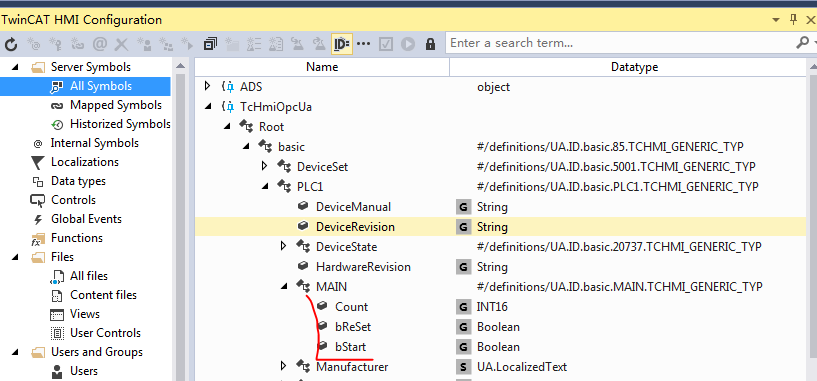 TwinCAT HMI Configuration
Enter a search term...
Server Symbols
All Symbols
Mapped Symbols
Historized Symbols
Internal Symbols
Localizations
Data types
Controls
Global Events
Functions
Files
All files
Content files
Views
User Controls
Users and Groups
Users
Name Datatype
ADS object
TcHmiOpcUa
Root
basic #/definitions/UA.ID.basic.85.TCHMI_GENERIC_TYP
DeviceSet #/definitions/UA.ID.basic.5001.TCHMI_GENERIC_TYP
PLC1 #/definitions/UA.ID.basic.PLC1.TCHMI_GENERIC_TYP
DeviceManual G String
DeviceRevision G String
DeviceState #/definitions/UA.ID.basic.20737.TCHMI_GENERIC_TYP
HardwareRevision G String
MAIN #/definitions/UA.ID.basic.MAIN.TCHMI_GENERIC_TYP
Count G INT16
bReSet G Boolean
bStart G Boolean
Manufacturer S UA.LocalizedText